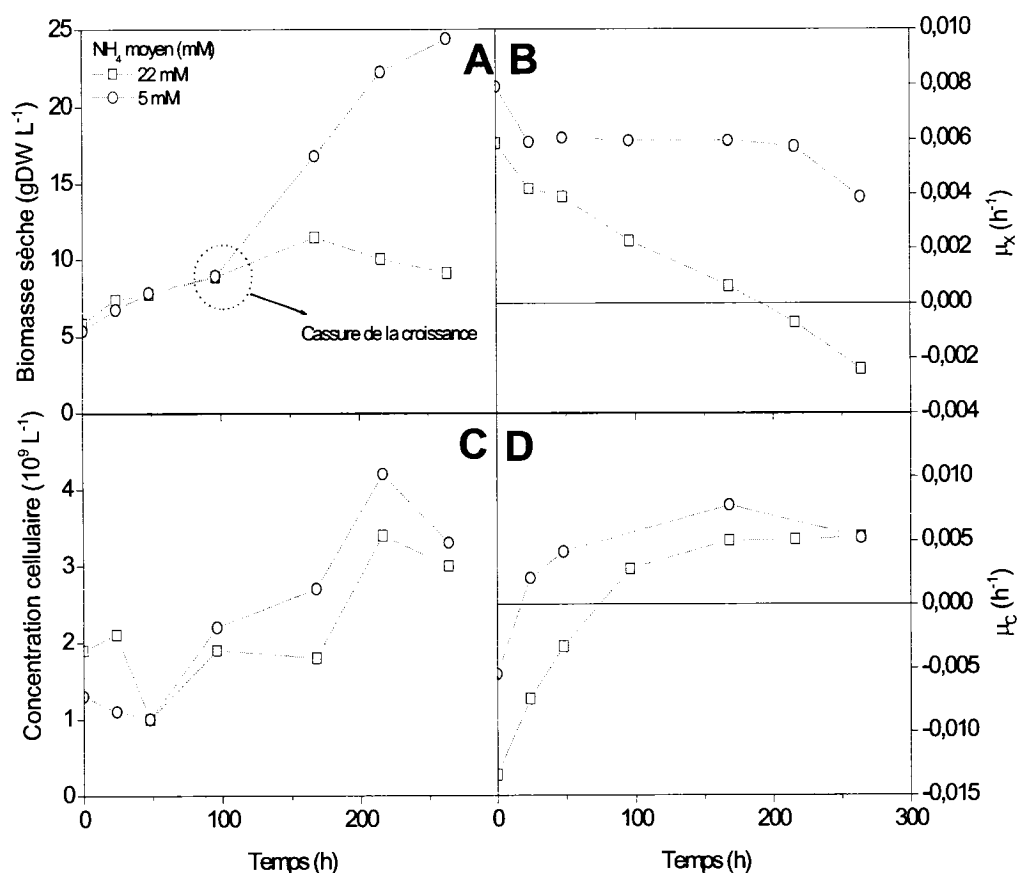 25
20
15
10
5
0
Biomasse sèche (gDW L⁻¹)
NH₄ moyen (mM)
22 mM
5 mM
A
Cassure de la croissance
B
0,010
0,008
0,006
0,004
0,002
0,000
-0,002
-0,004
μX (h⁻¹)
4
3
2
1
0
Concentration cellulaire (10⁹ L⁻¹)
C
D
0,010
0,005
0,000
-0,005
-0,010
-0,015
μC (h⁻¹)
0 100 200
Temps (h)
0 100 200 300
Temps (h)